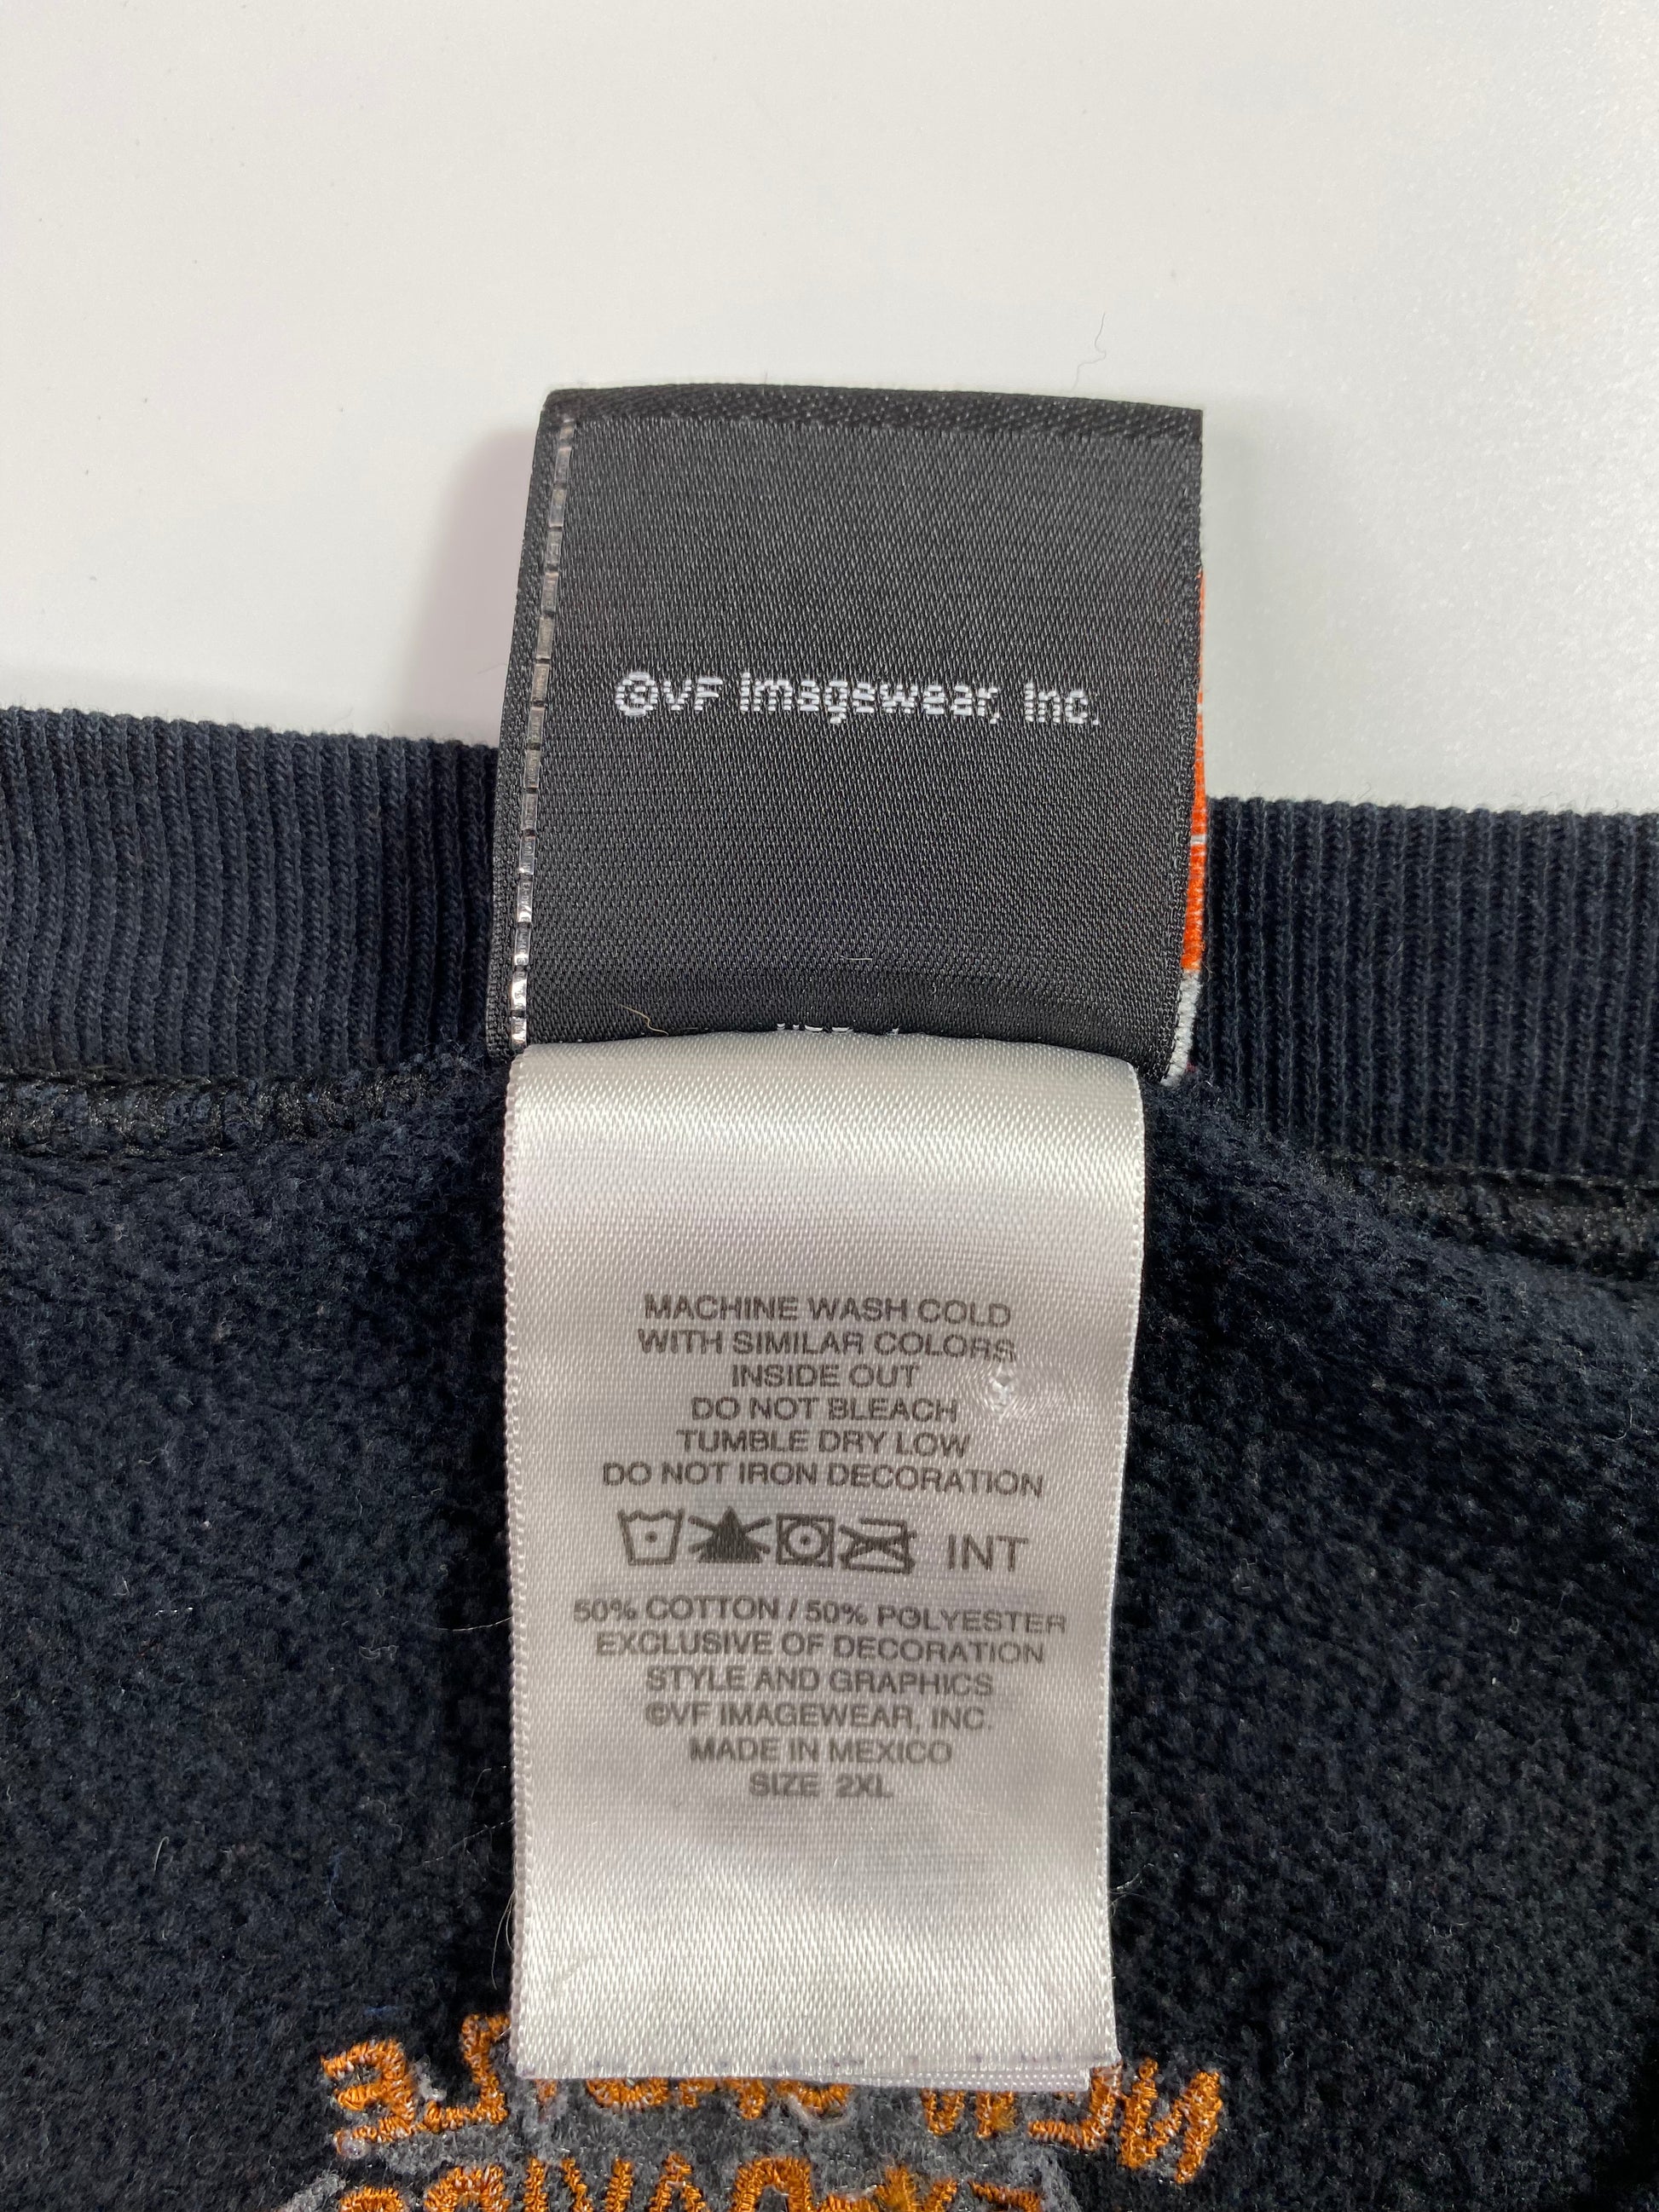 ©VF Imagewear, Inc.
MACHINE WASH COLD
WITH SIMILAR COLORS
INSIDE OUT
DO NOT BLEACH
TUMBLE DRY LOW
DO NOT IRON DECORATION
INT
50% COTTON / 50% POLYESTER
EXCLUSIVE OF DECORATION
STYLE AND GRAPHICS
©VF IMAGEWEAR, INC.
MADE IN MEXICO
SIZE 2XL